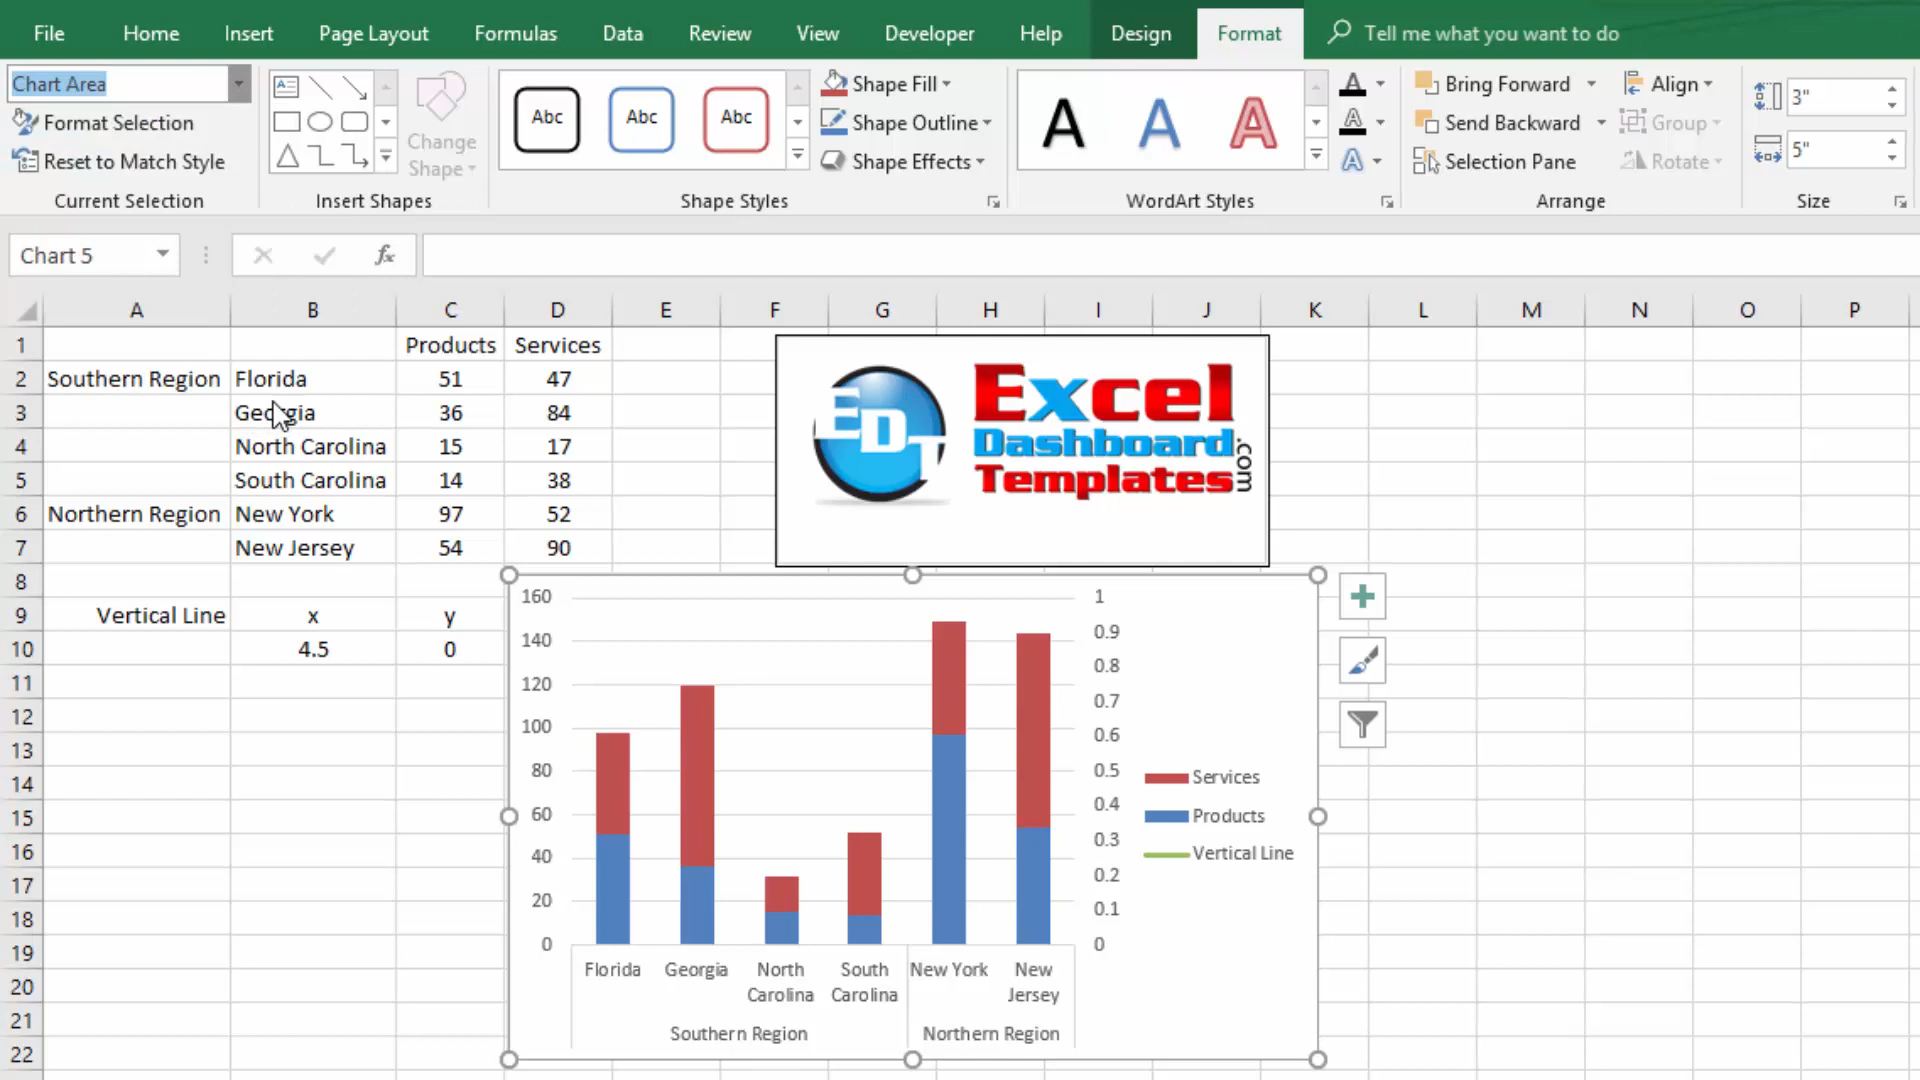 File Home Insert Page Layout Formulas Data Review View Developer Help Design Format Tell me what you want to do
Chart Area
Format Selection
Reset to Match Style
Current Selection
Change
Shape
Insert Shapes
Abc Abc Abc
Shape Fill
Shape Outline
Shape Effects
Shape Styles
A A A
WordArt Styles
Bring Forward
Send Backward
Selection Pane
Align
Group
Rotate
Arrange
3"
5"
Size
Chart 5
fx
A B C D E F G H I J K L M N O P
1 Products Services
2 Southern Region Florida 51 47
3 Georgia 36 84
4 North Carolina 15 17
5 South Carolina 14 38
6 Northern Region New York 97 52
7 New Jersey 54 90
8
9 Vertical Line x y
10 4.5 0
11
12
13
14
15
16
17
18
19
20
21
22
EDT
Excel
Dashboard
Templates
.com
160
140
120
100
80
60
40
20
0
1
0.9
0.8
0.7
0.6
0.5
0.4
0.3
0.2
0.1
0
Services
Products
Vertical Line
Florida Georgia North Carolina South Carolina New York New Jersey
Southern Region Northern Region